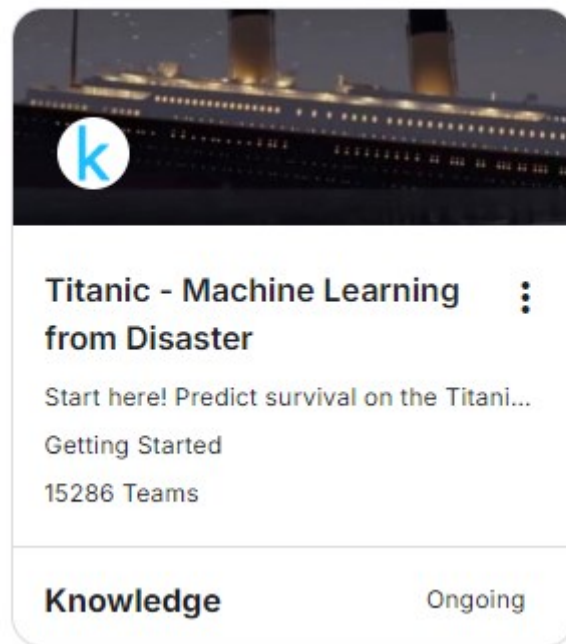 k
Titanic - Machine Learning
from Disaster
Start here! Predict survival on the Titani...
Getting Started
15286 Teams
Knowledge Ongoing